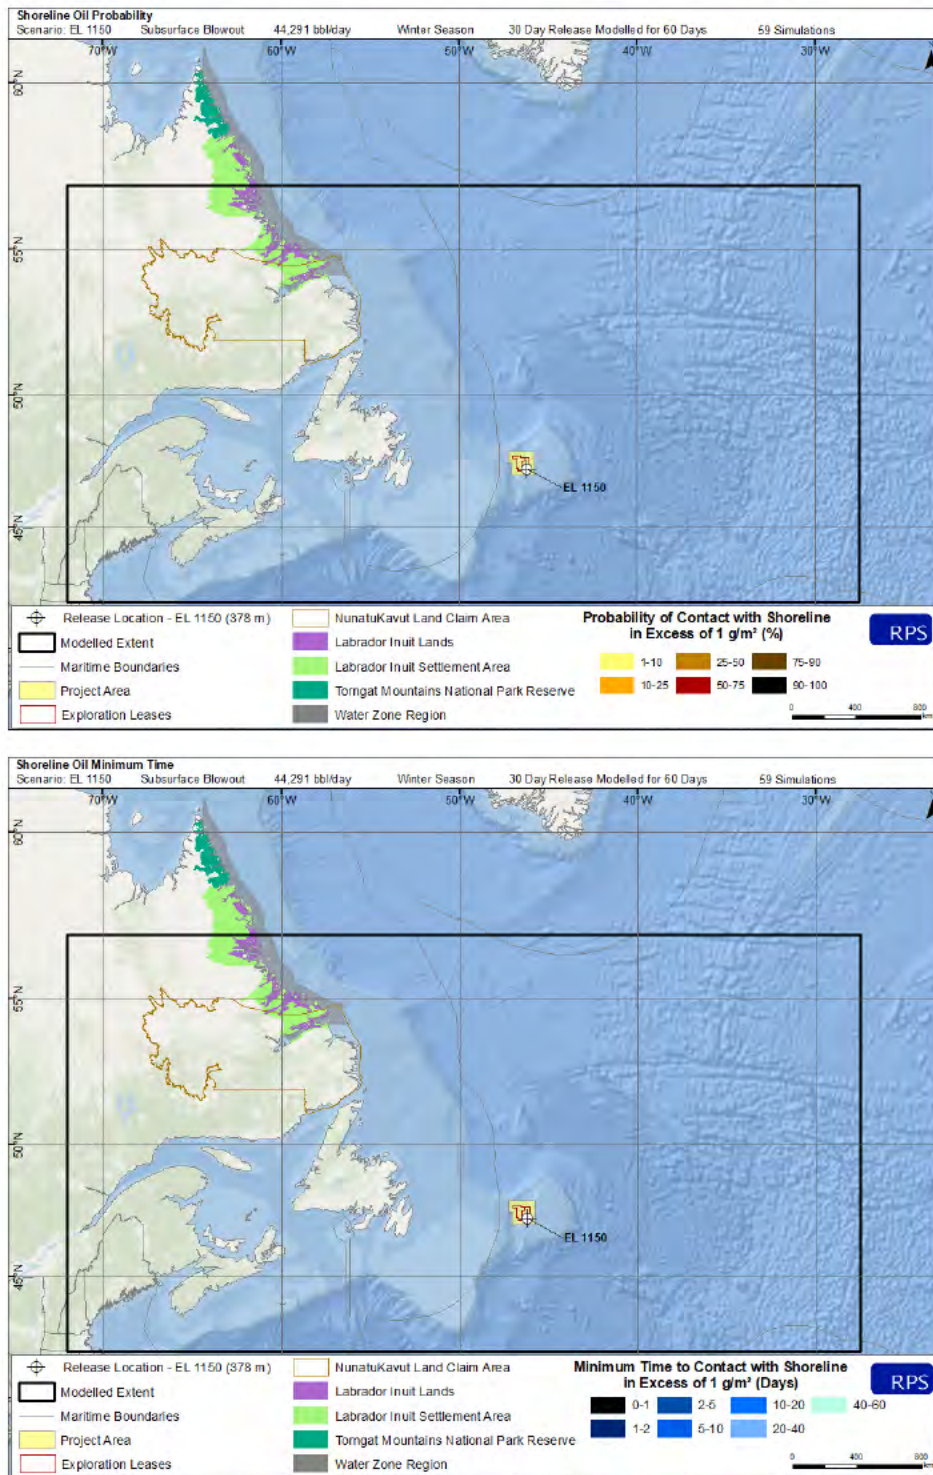 Shoreline Oil Probability
Scenario: EL 1150 Subsurface Blowout 44,291 bbl/day Winter Season 30 Day Release Modelled for 60 Days 59 Simulations
70°W 60°W 50°W 40°W 30°W
60°N
55°N
50°N
45°N
EL 1150
Release Location - EL 1150 (378 m)
Modelled Extent
Maritime Boundaries
Project Area
Exploration Leases
NunatuKavut Land Claim Area
Labrador Inuit Lands
Labrador Inuit Settlement Area
Torngat Mountains National Park Reserve
Water Zone Region
Probability of Contact with Shoreline
in Excess of 1 g/m² (%)
1-10 25-50 75-90
10-25 50-75 90-100
RPS
0 400 800
km
Shoreline Oil Minimum Time
Scenario: EL 1150 Subsurface Blowout 44,291 bbl/day Winter Season 30 Day Release Modelled for 60 Days 59 Simulations
70°W 60°W 50°W 40°W 30°W
60°N
55°N
50°N
45°N
EL 1150
Release Location - EL 1150 (378 m)
Modelled Extent
Maritime Boundaries
Project Area
Exploration Leases
NunatuKavut Land Claim Area
Labrador Inuit Lands
Labrador Inuit Settlement Area
Torngat Mountains National Park Reserve
Water Zone Region
Minimum Time to Contact with Shoreline
in Excess of 1 g/m² (Days)
0-1 2-5 10-20 40-60
1-2 5-10 20-40
RPS
0 400 800
km